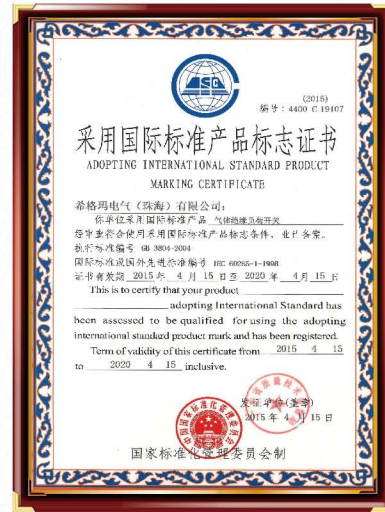 (2015)
编号：4400 C 19107
采用国际标准产品标志证书
ADOPTING INTERNATIONAL STANDARD PRODUCT
MARKING CERTIFICATE
希格玛电气（珠海）有限公司：
你单位采用国际标准产品 气体绝缘负荷开关
经审查符合使用采用国际标准产品标志条件，业已备案。
执行标准编号 GB 3804-2004
国际标准或国外先进标准编号 IEC 60265-1-1998
证书有效期 2015 年 4 月 15 日至 2020 年 4 月 15 日
This is to certify that your product
adopting International Standard has
been assessed to be qualified for using the adopting
international standard product mark and has been registered.
Term of validity of this certificate from 2015 4 15
to 2020 4 15 inclusive.
发证单位(盖章)
2015 年 4 月 15 日
国家标准化管理委员会制